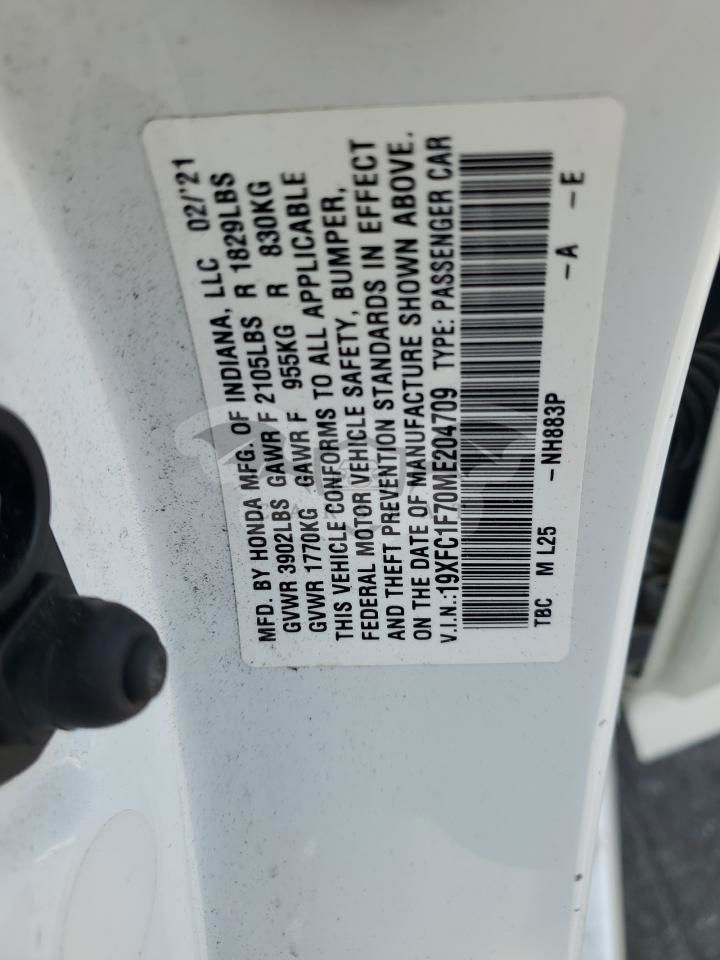 MFD. BY HONDA MFG. OF INDIANA, LLC 02/'21
GVWR 3902LBS GAWR F 2105LBS R 1829LBS
GVWR 1770KG GAWR F 955KG R 830KG
THIS VEHICLE CONFORMS TO ALL APPLICABLE
FEDERAL MOTOR VEHICLE SAFETY, BUMPER,
AND THEFT PREVENTION STANDARDS IN EFFECT
ON THE DATE OF MANUFACTURE SHOWN ABOVE.
V.I.N.:19XFC1F70ME204709 TYPE: PASSENGER CAR
TBC M L25 -NH883P -A -E